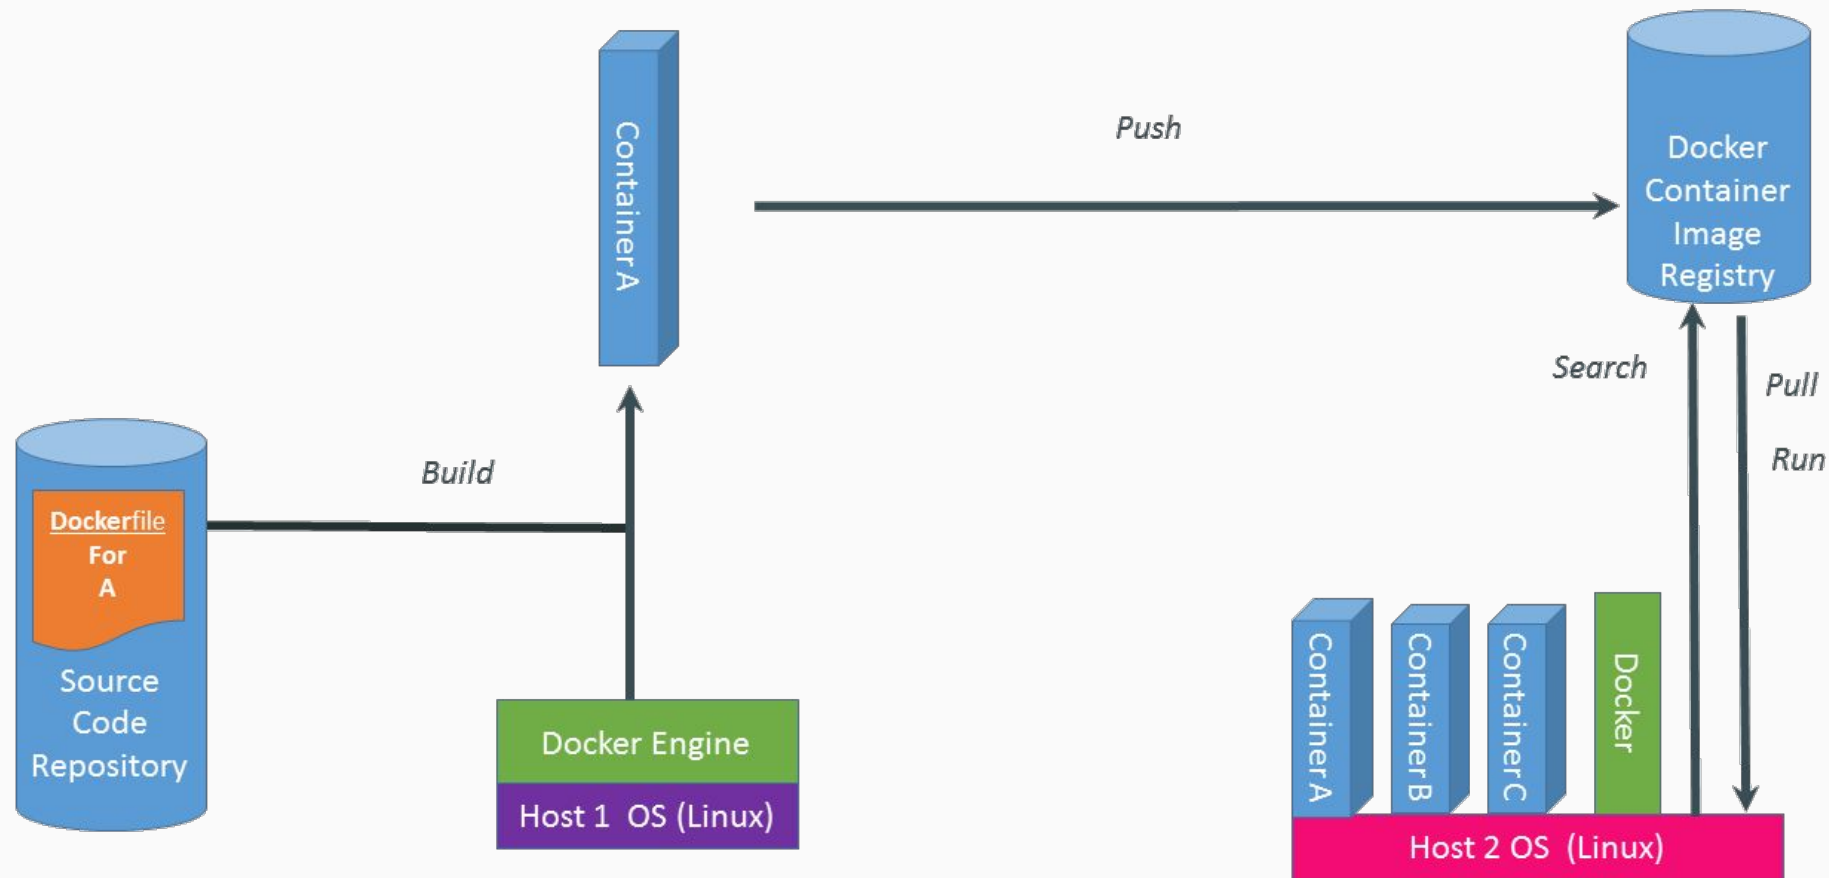 Container A
Push
Docker
Container
Image
Registry
Search
Pull
Run
Build
Dockerfile
For
A
Source
Code
Repository
Docker Engine
Host 1 OS (Linux)
Container A
Container B
Container C
Docker
Host 2 OS (Linux)